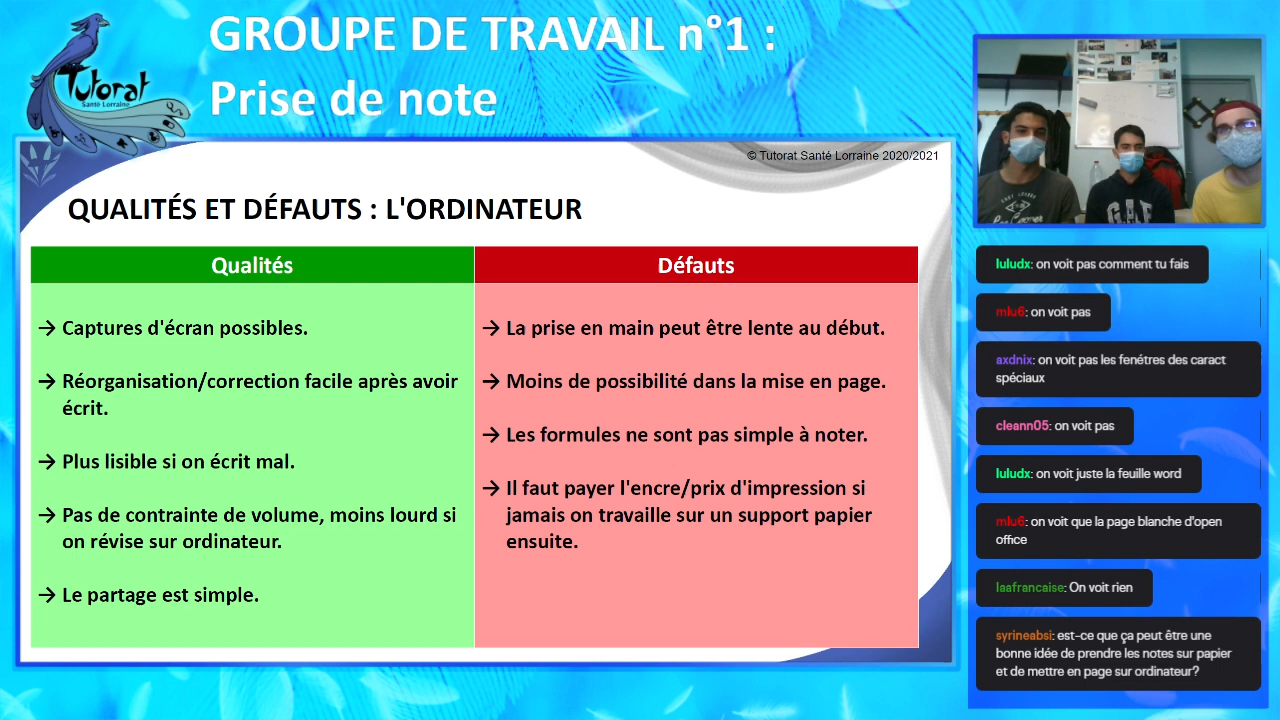 GROUPE DE TRAVAIL n°1 :
Prise de note
Tutorat
Santé Lorraine
© Tutorat Santé Lorraine 2020/2021
QUALITÉS ET DÉFAUTS : L'ORDINATEUR
Qualités
→ Captures d'écran possibles.
→ Réorganisation/correction facile après avoir
écrit.
→ Plus lisible si on écrit mal.
→ Pas de contrainte de volume, moins lourd si
on révise sur ordinateur.
→ Le partage est simple.
Défauts
→ La prise en main peut être lente au début.
→ Moins de possibilité dans la mise en page.
→ Les formules ne sont pas simple à noter.
→ Il faut payer l'encre/prix d'impression si
jamais on travaille sur un support papier
ensuite.
GAP
luludx: on voit pas comment tu fais
mlu6: on voit pas
axdnix: on voit pas les fenétres des caract
spéciaux
cleann05: on voit pas
luludx: on voit juste la feuille word
mlu6: on voit que la page blanche d'open
office
laafrancaise: On voit rien
syrineabsi: est-ce que ça peut être une
bonne idée de prendre les notes sur papier
et de mettre en page sur ordinateur?